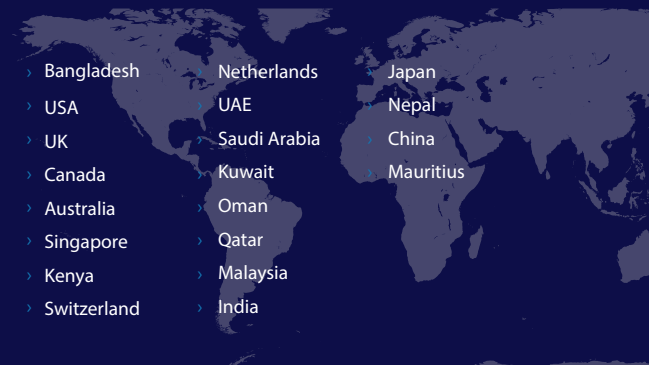 Bangladesh
USA
UK
Canada
Australia
Singapore
Kenya
Switzerland
Netherlands
UAE
Saudi Arabia
Kuwait
Oman
Qatar
Malaysia
India
Japan
Nepal
China
Mauritius